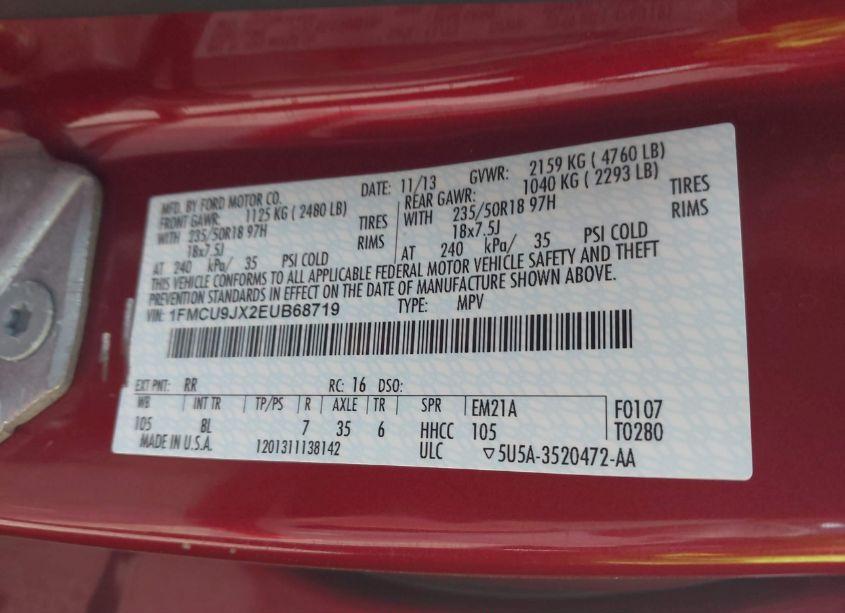 MFD. BY FORD MOTOR CO.
DATE: 11/13 GVWR: 2159 KG ( 4760 LB)
FRONT GAWR: 1125 KG ( 2480 LB) REAR GAWR: 1040 KG ( 2293 LB)
WITH 235/50R18 97H TIRES WITH 235/50R18 97H TIRES
18x7.5J RIMS 18x7.5J RIMS
AT 240 kPa/ 35 PSI COLD AT 240 kPa/ 35 PSI COLD
THIS VEHICLE CONFORMS TO ALL APPLICABLE FEDERAL MOTOR VEHICLE SAFETY AND THEFT
PREVENTION STANDARDS IN EFFECT ON THE DATE OF MANUFACTURE SHOWN ABOVE.
VIN: 1FMCU9JX2EUB68719 TYPE: MPV
EXT PNT: RR RC: 16 DSO:
WB INT TR TP/PS R AXLE TR SPR EM21A F0107
105 8L 7 35 6 HHCC 105 T0280
MADE IN U.S.A. 1201311138142 ULC ▽5U5A-3520472-AA